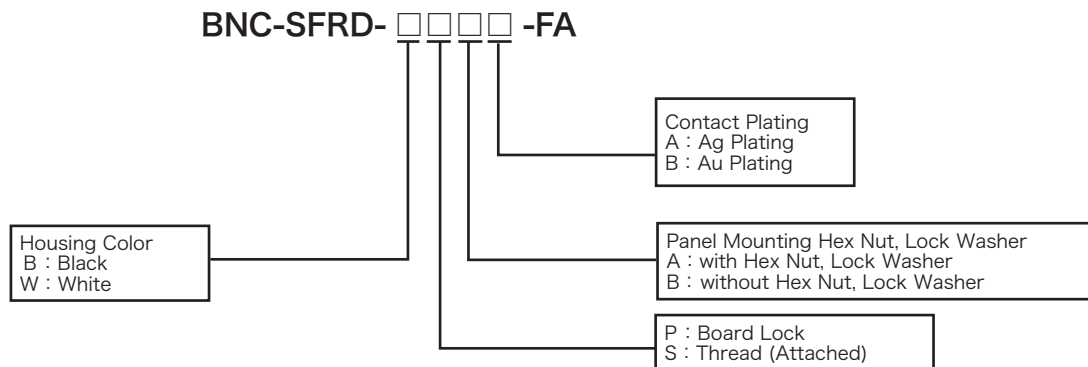 BNC-SFRD- □□□□ -FA
Contact Plating
A : Ag Plating
B : Au Plating
Housing Color
B : Black
W : White
Panel Mounting Hex Nut, Lock Washer
A : with Hex Nut, Lock Washer
B : without Hex Nut, Lock Washer
P : Board Lock
S : Thread (Attached)